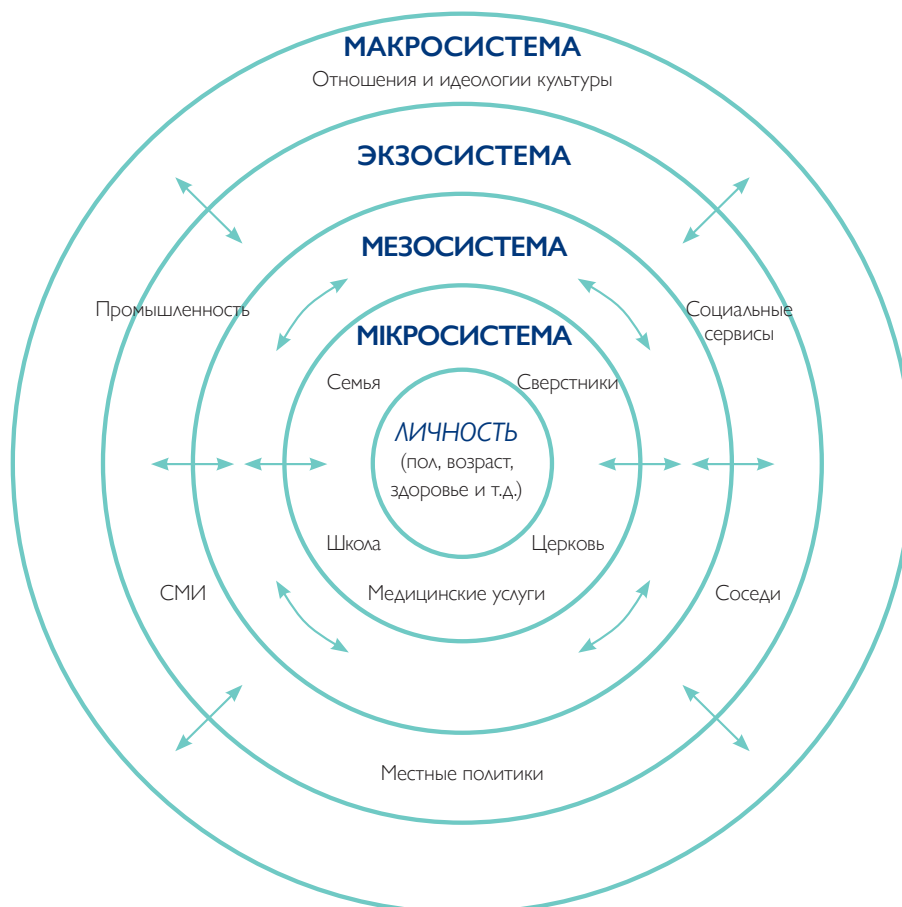 МАКРОСИСТЕМА
Отношения и идеологии культуры
ЭКЗОСИСТЕМА
МЕЗОСИСТЕМА
Промышленность
Социальные
сервисы
МІКРОСИСТЕМА
Семья
Сверстники
ЛИЧНОСТЬ
(пол, возраст,
здоровье и т.д.)
Школа
Церковь
СМИ
Медицинские услуги
Соседи
Местные политики